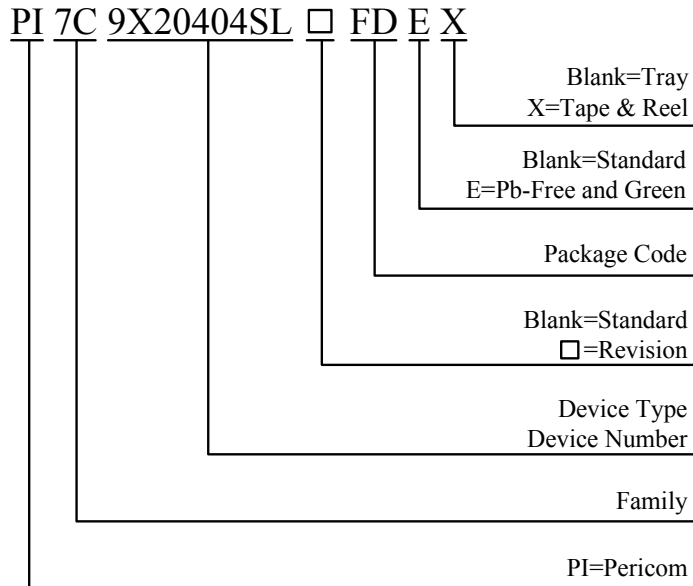 PI 7C 9X20404SL □ FD E X
Blank=Tray
X=Tape & Reel
Blank=Standard
E=Pb-Free and Green
Package Code
Blank=Standard
□=Revision
Device Type
Device Number
Family
PI=Pericom